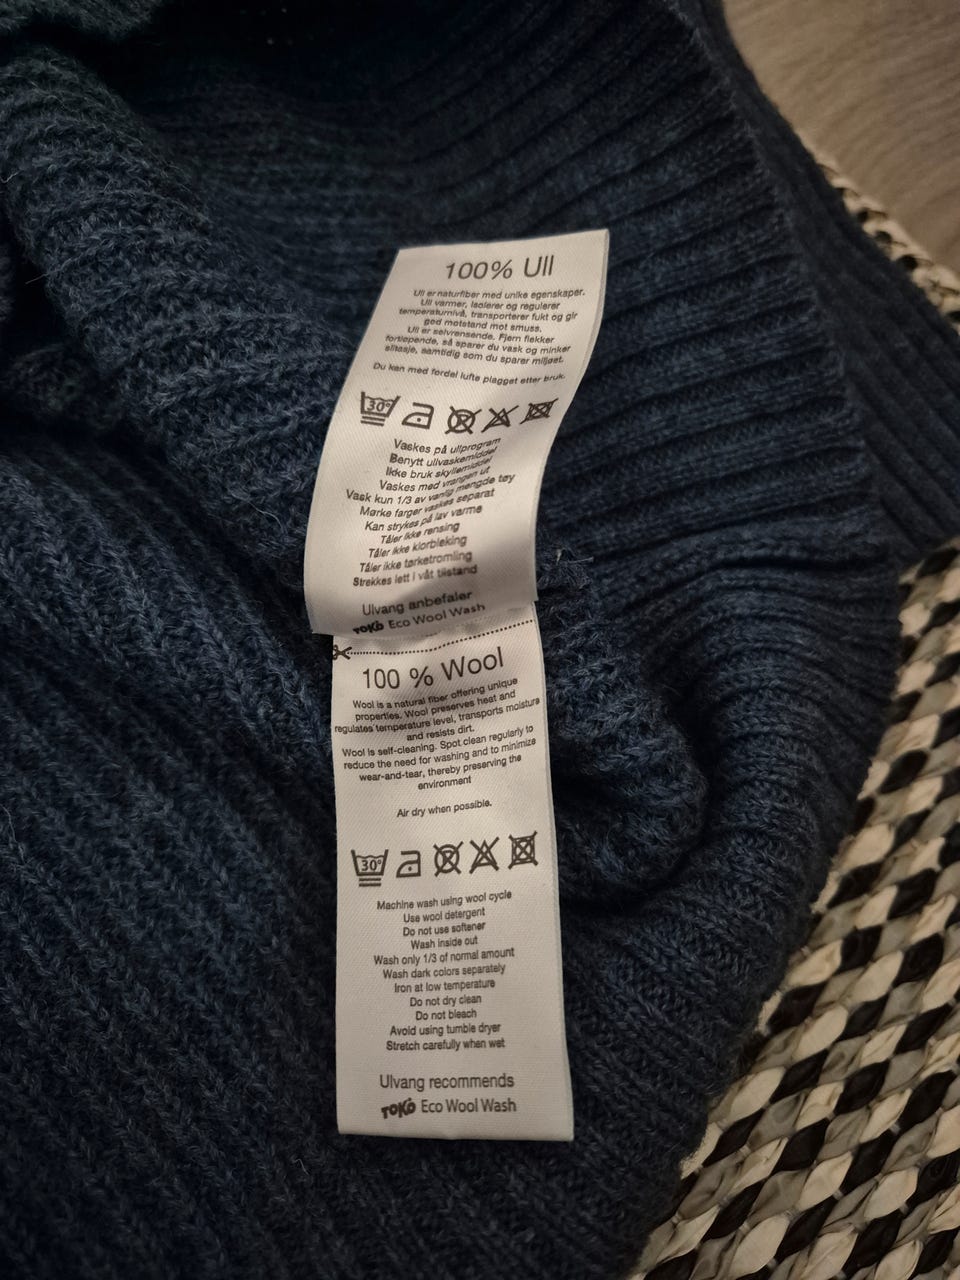 100% Ull
Ull er naturfiber med unike egenskaper.
Ull varmer, isolerer og regulerer
temperaturnivå, transporterer fukt og gir
god motstand mot smuss.
Ull er selvrensende. Fjern flekker
fortløpende, så sparer du vask og minker
slitasje, samtidig som du sparer miljøet.
Du kan med fordel lufte plagget etter bruk.
30°
Vaskes på ullprogram
Benytt ullvaskemiddel
Ikke bruk skyllemiddel
Vaskes med vrangen ut
Vask kun 1/3 av vanlig mengde tøy
Mørke farger vaskes separat
Kan strykes på lav varme
Tåler ikke rensing
Tåler ikke klorbleking
Tåler ikke tørketromling
Strekkes lett i våt tilstand
Ulvang anbefaler
TOKO Eco Wool Wash
100 % Wool
Wool is a natural fiber offering unique
properties. Wool preserves heat and
regulates temperature level, transports moisture
and resists dirt.
Wool is self-cleaning. Spot clean regularly to
reduce the need for washing and to minimize
wear-and-tear, thereby preserving the
environment
Air dry when possible.
30°
Machine wash using wool cycle
Use wool detergent
Do not use softener
Wash inside out
Wash only 1/3 of normal amount
Wash dark colors separately
Iron at low temperature
Do not dry clean
Do not bleach
Avoid using tumble dryer
Stretch carefully when wet
Ulvang recommends
TOKO Eco Wool Wash